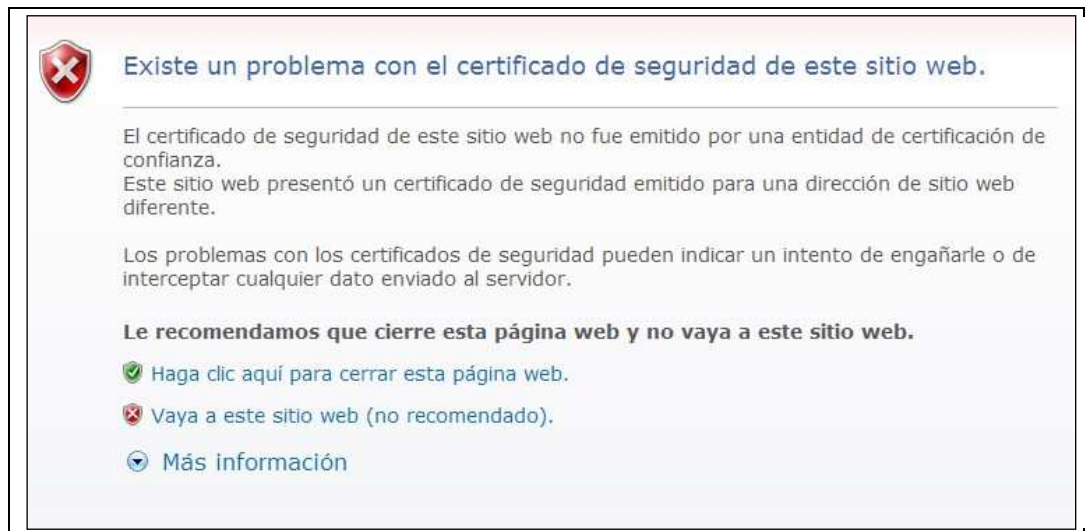 Existe un problema con el certificado de seguridad de este sitio web.
El certificado de seguridad de este sitio web no fue emitido por una entidad de certificación de
confianza.
Este sitio web presentó un certificado de seguridad emitido para una dirección de sitio web
diferente.
Los problemas con los certificados de seguridad pueden indicar un intento de engañarle o de
interceptar cualquier dato enviado al servidor.
Le recomendamos que cierre esta página web y no vaya a este sitio web.
Haga clic aquí para cerrar esta página web.
Vaya a este sitio web (no recomendado).
Más información